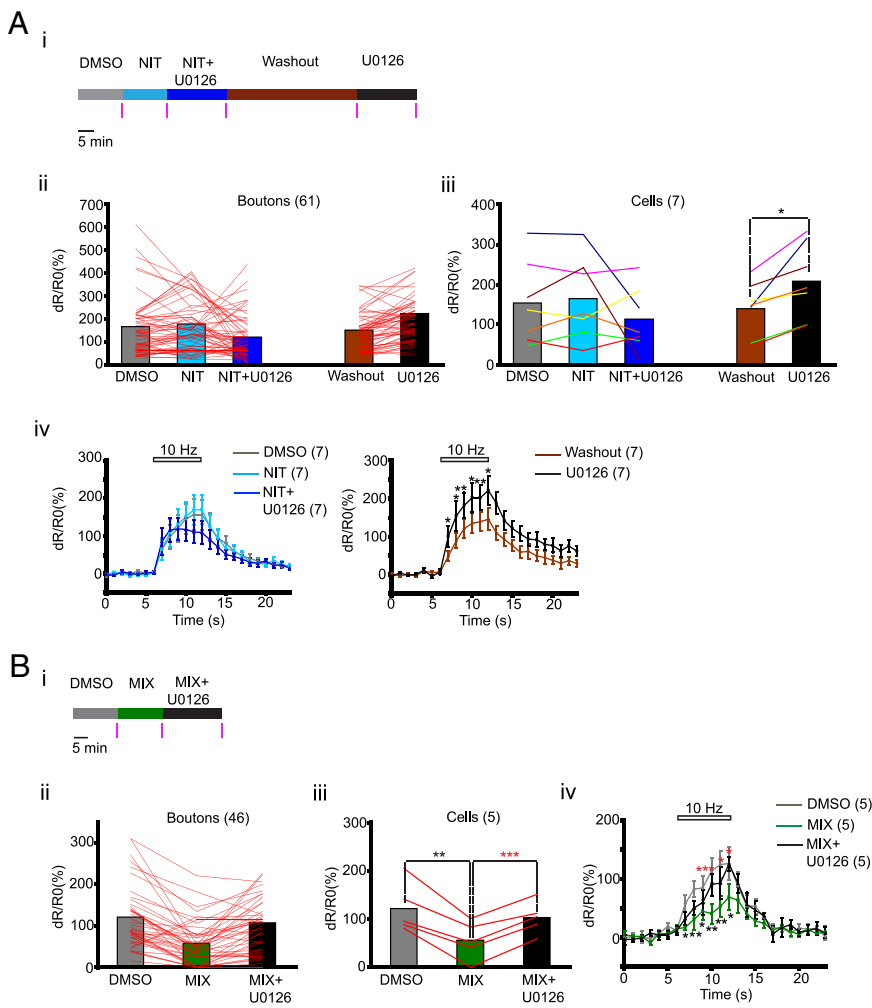 A
i
DMSO NIT NIT+ U0126 Washout U0126
5 min
ii
Boutons (61)
dR/R0(%)
700
600
500
400
300
200
100
0
DMSO NIT NIT+U0126 Washout U0126
iii
Cells (7)
*
dR/R0(%)
400
300
200
100
0
DMSO NIT NIT+U0126 Washout U0126
iv
10 Hz
DMSO (7)
NIT (7)
NIT+
U0126 (7)
dR/R0(%)
300
200
100
0
0 5 10 15 20
Time (s)
10 Hz
Washout (7)
U0126 (7)
dR/R0(%)
300
200
100
0
0 5 10 15 20
Time (s)
B
i
DMSO MIX MIX+
U0126
5 min
ii
Boutons (46)
dR/R0(%)
400
300
200
100
0
DMSO MIX MIX+
U0126
iii
Cells (5)
** ***
dR/R0(%)
300
200
100
0
DMSO MIX MIX+
U0126
iv
10 Hz
DMSO (5)
MIX (5)
MIX+
U0126 (5)
dR/R0(%)
200
100
0
0 5 10 15 20
Time (s)